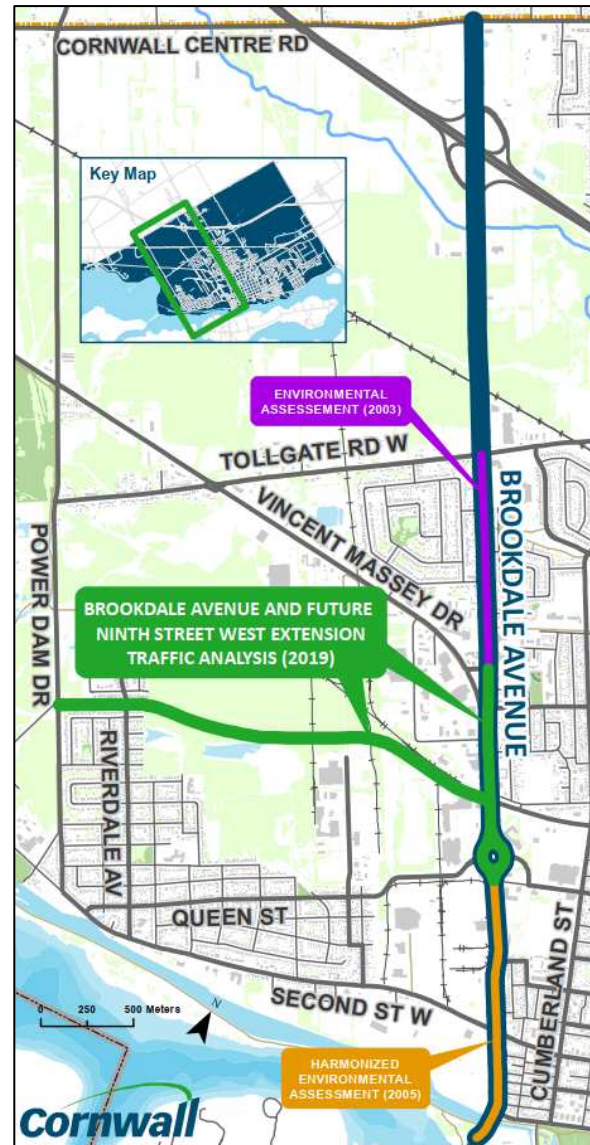 CORNWALL CENTRE RD
Key Map
ENVIRONMENTAL
ASSESSEMENT (2003)
TOLLGATE RD W
VINCENT MASSEY DR
BROOKDALE AVENUE
POWER DAM DR
BROOKDALE AVENUE AND FUTURE
NINTH STREET WEST EXTENSION
TRAFFIC ANALYSIS (2019)
RIVERDALE AV
QUEEN ST
SECOND ST W
CUMBERLAND ST
0 250 500 Meters
N
HARMONIZED
ENVIRONMENTAL
ASSESSMENT (2005)
Cornwall